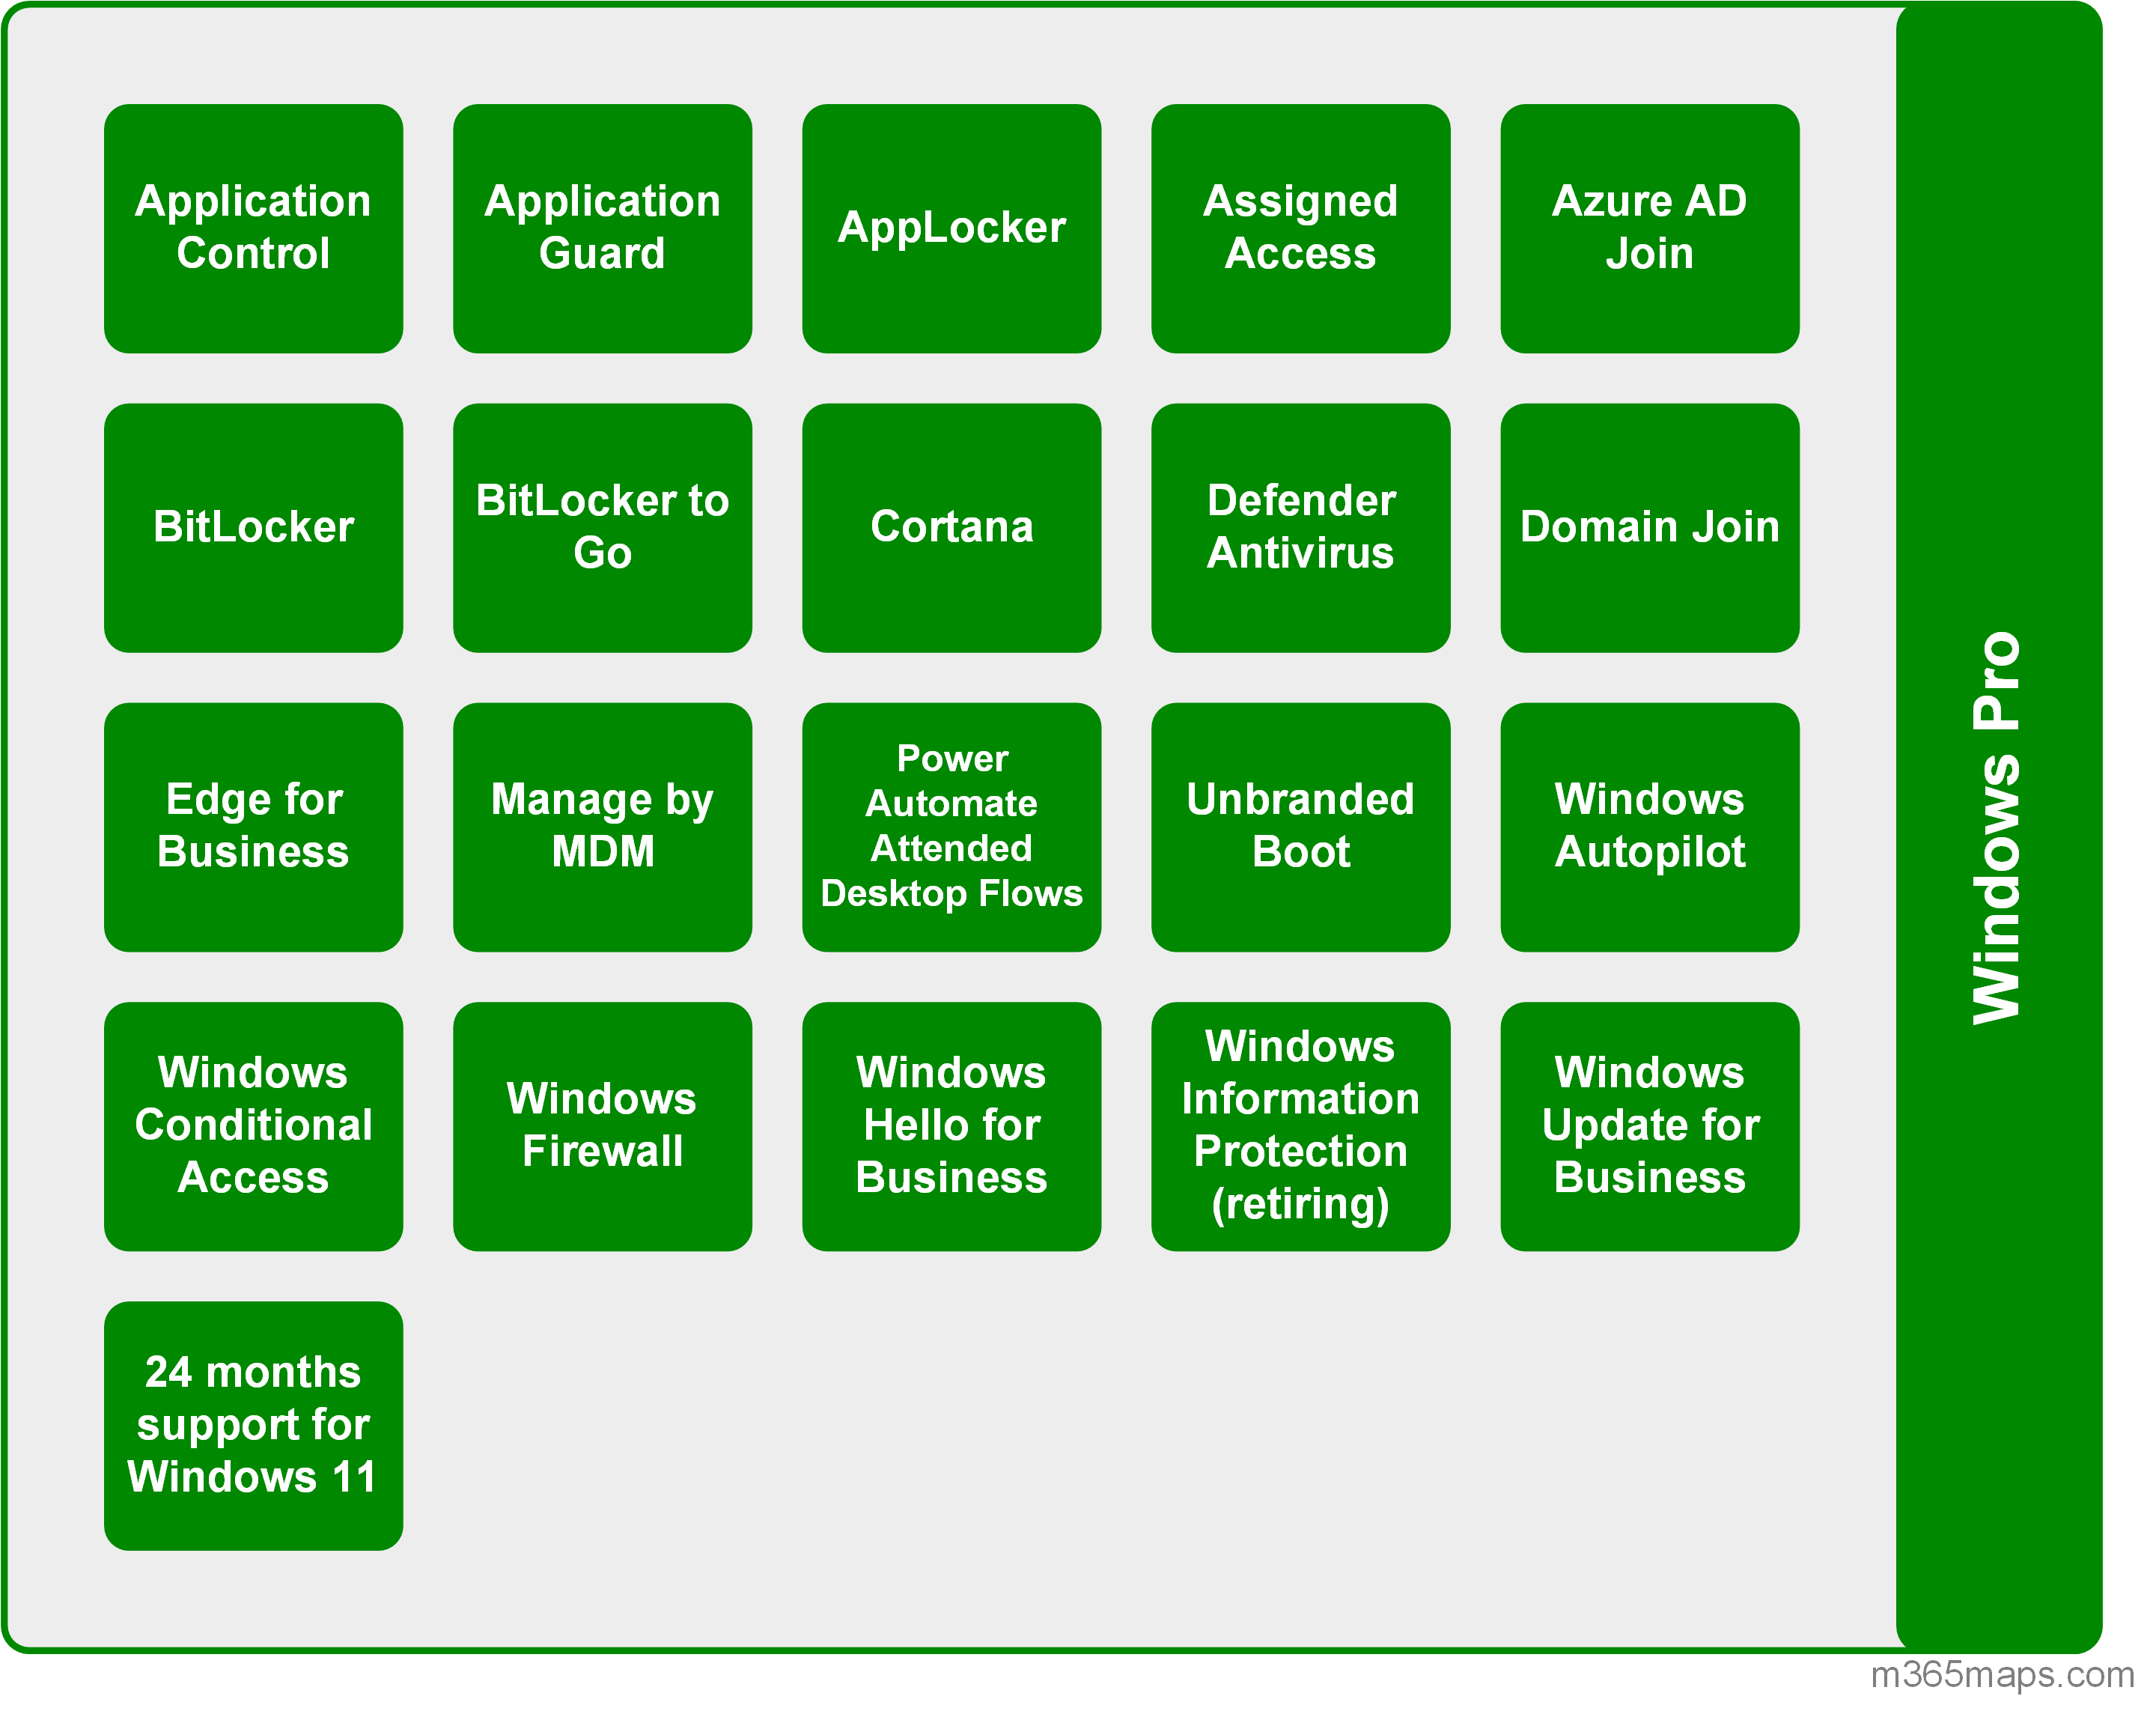 Application
Control
Application
Guard
AppLocker
Assigned
Access
Azure AD
Join
BitLocker
BitLocker to
Go
Cortana
Defender
Antivirus
Domain Join
Edge for
Business
Manage by
MDM
Power
Automate
Attended
Desktop Flows
Unbranded
Boot
Windows
Autopilot
Windows
Conditional
Access
Windows
Firewall
Windows
Hello for
Business
Windows
Information
Protection
(retiring)
Windows
Update for
Business
24 months
support for
Windows 11
Windows Pro
m365maps.com